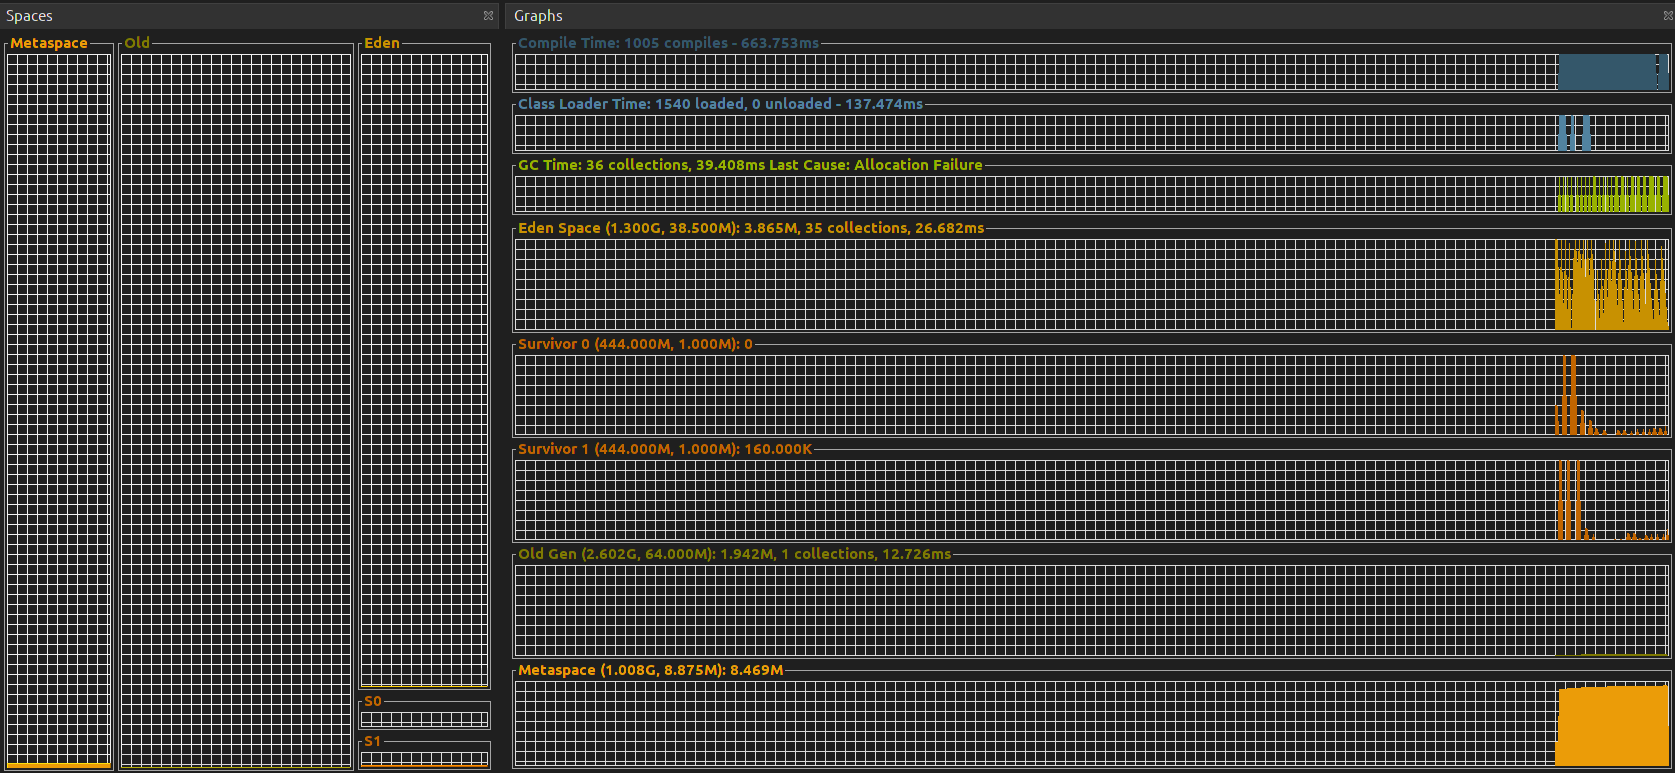 Spaces
Metaspace
Old
Eden
S0
S1
Graphs
Compile Time: 1005 compiles - 663.753ms
Class Loader Time: 1540 loaded, 0 unloaded - 137.474ms
GC Time: 36 collections, 39.408ms Last Cause: Allocation Failure
Eden Space (1.300G, 38.500M): 3.865M, 35 collections, 26.682ms
Survivor 0 (444.000M, 1.000M): 0
Survivor 1 (444.000M, 1.000M): 160.000K
Old Gen (2.602G, 64.000M): 1.942M, 1 collections, 12.726ms
Metaspace (1.008G, 8.875M): 8.469M